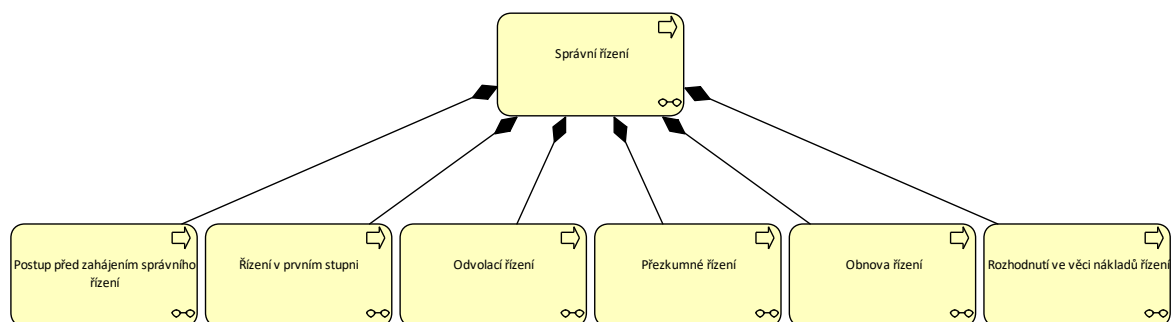 Správní řízení
Postup před zahájením správního
řízení
Řízení v prvním stupni
Odvolací řízení
Přezkumné řízení
Obnova řízení
Rozhodnutí ve věci nákladů řízení